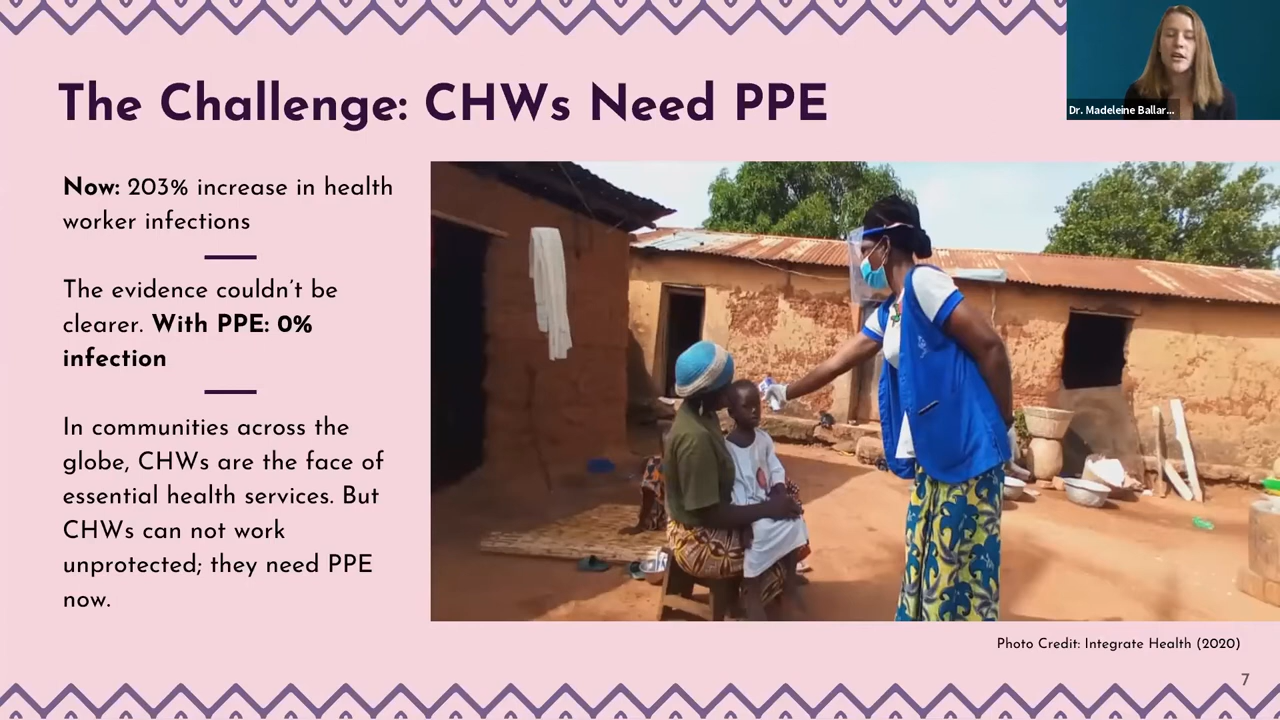 The Challenge: CHWs Need PPE
Dr. Madeleine Ballar...
Now: 203% increase in health
worker infections
The evidence couldn't be
clearer. With PPE: 0%
infection
In communities across the
globe, CHWs are the face of
essential health services. But
CHWs can not work
unprotected; they need PPE
now.
Photo Credit: Integrate Health (2020)
7